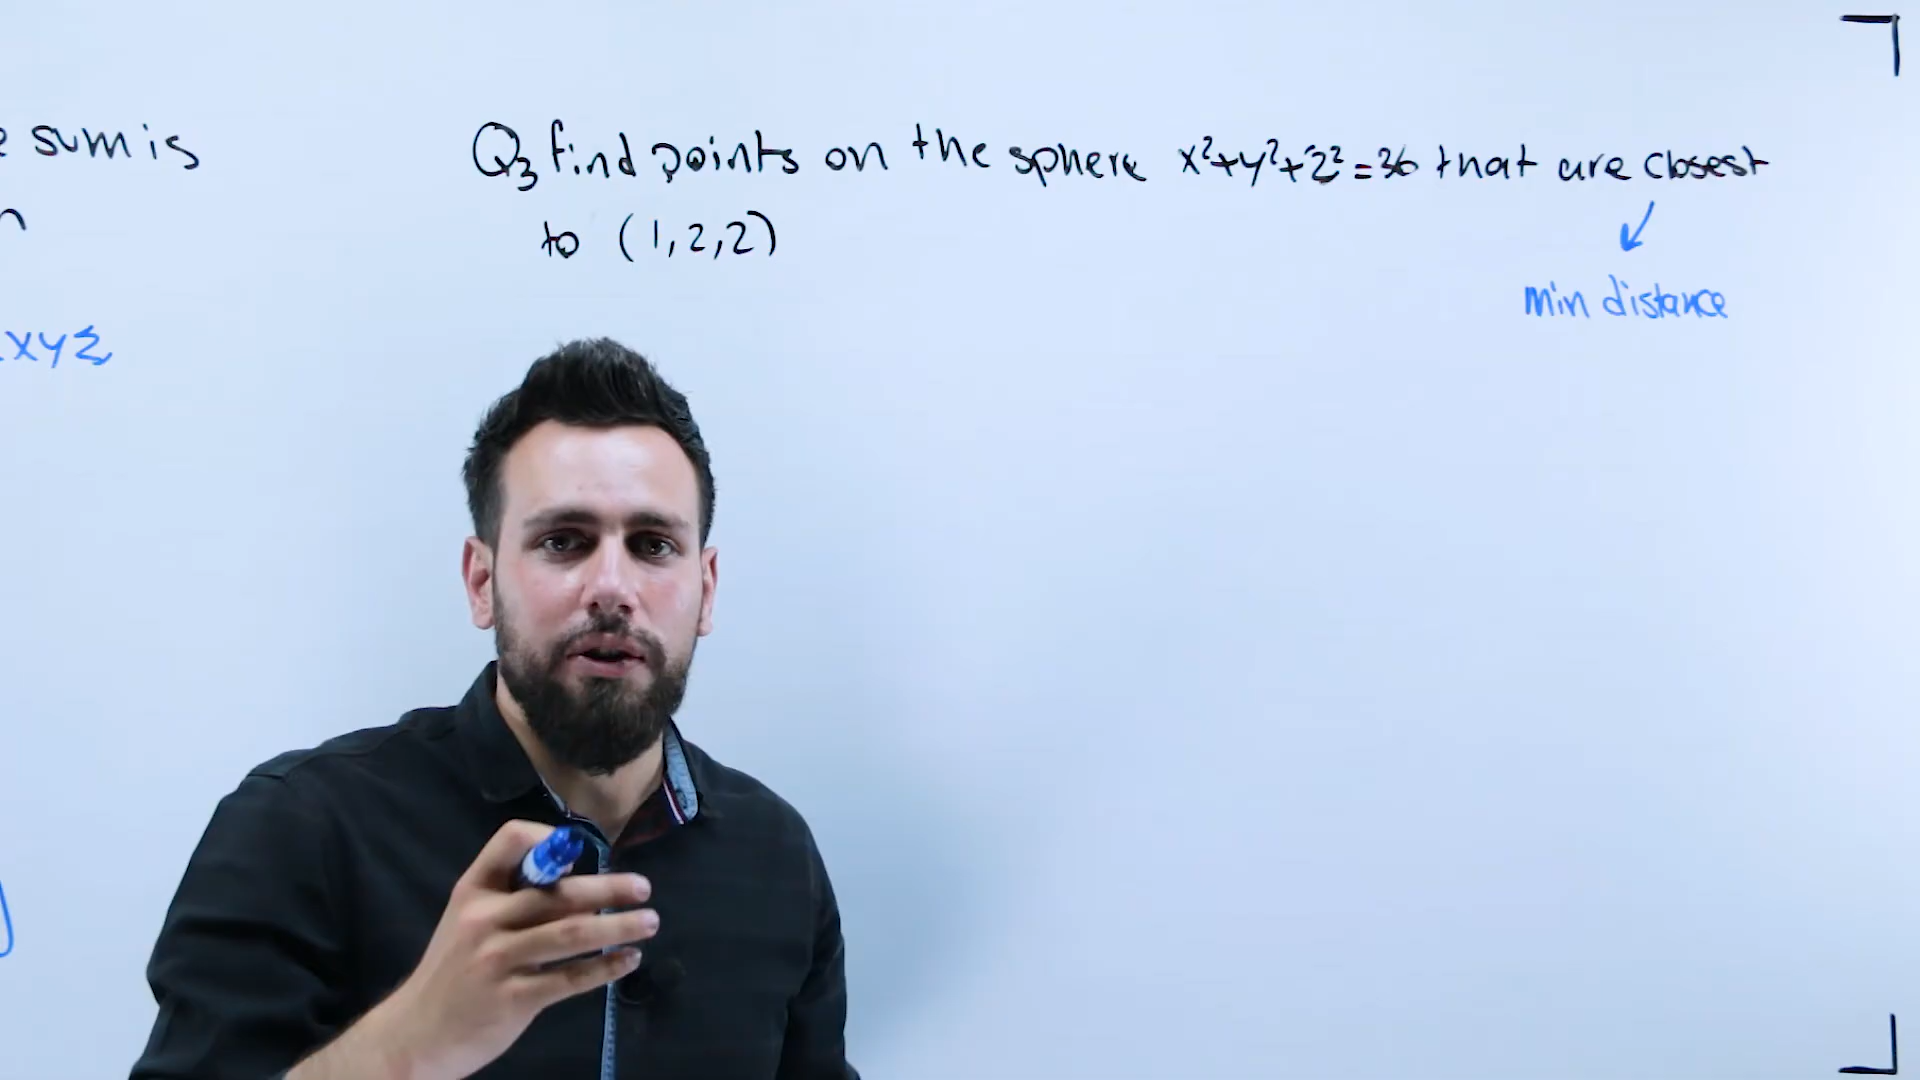 sum is
Q3 find points on the sphere x²+y²+z²=36 that are closest
to (1,2,2)
min distance
xyz